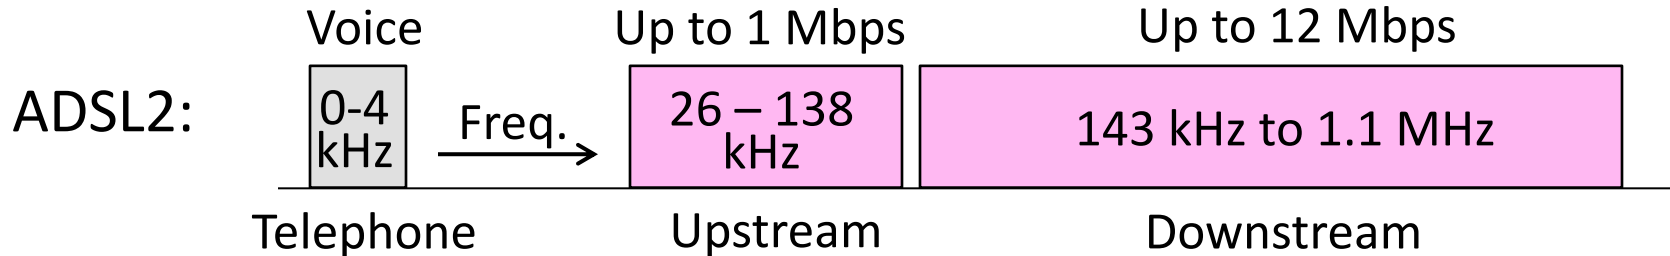 Voice
Up to 1 Mbps
Up to 12 Mbps
ADSL2:
0-4
kHz
Freq.
26 – 138
kHz
143 kHz to 1.1 MHz
Telephone
Upstream
Downstream